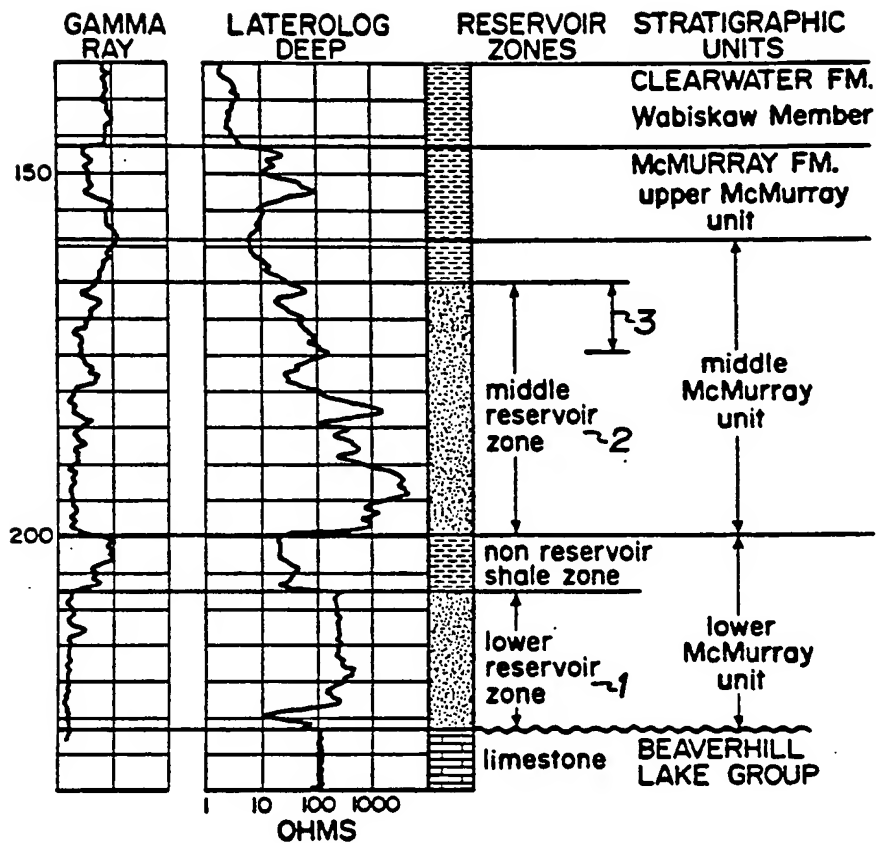 GAMMA RAY
LATEROLOG DEEP
RESERVOIR ZONES
STRATIGRAPHIC UNITS
CLEARWATER FM.
Wabiskaw Member
150
McMURRAY FM.
upper McMurray
unit
3
middle
McMurray
unit
middle
reservoir
zone
2
200
non reservoir
shale zone
lower
McMurray
unit
lower
reservoir
zone
1
limestone
BEAVERHILL
LAKE GROUP
1 10 100 1000
OHMS